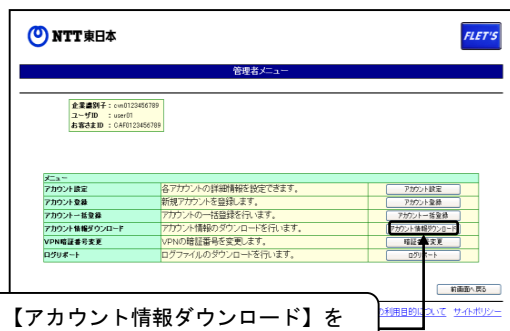 NTT東日本
FLET'S
管理者メニュー
企業識別子：cvn0123456789
ユーザID ：user01
お客さまID ：CAF0123456789
メニュー
アカウント設定 各アカウントの詳細情報を設定できます。 アカウント設定
アカウント登録 新規アカウントを登録します。 アカウント登録
アカウント一括登録 アカウントの一括登録を行います。 アカウント一括登録
アカウント情報ダウンロード アカウント情報のダウンロードを行います。 アカウント情報ダウンロード
VPN暗証番号変更 VPNの暗証番号を変更します。 暗証 変更
ログリポート ログファイルのダウンロードを行います。 ログリポート
前画面へ戻る
【アカウント情報ダウンロード】を
の利用目的について サイトポリシー